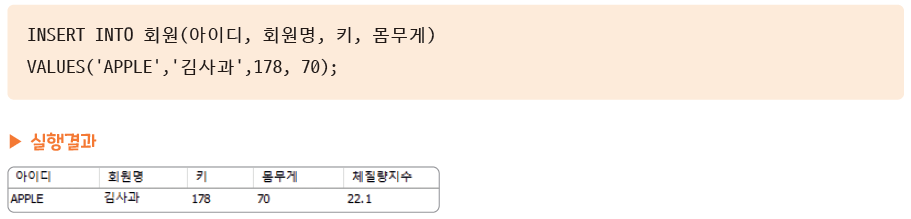 INSERT INTO 회원(아이디, 회원명, 키, 몸무게)
VALUES('APPLE','김사과',178, 70);
▶ 실행결과
아이디 회원명 키 몸무게 체질량지수
APPLE 김사과 178 70 22.1